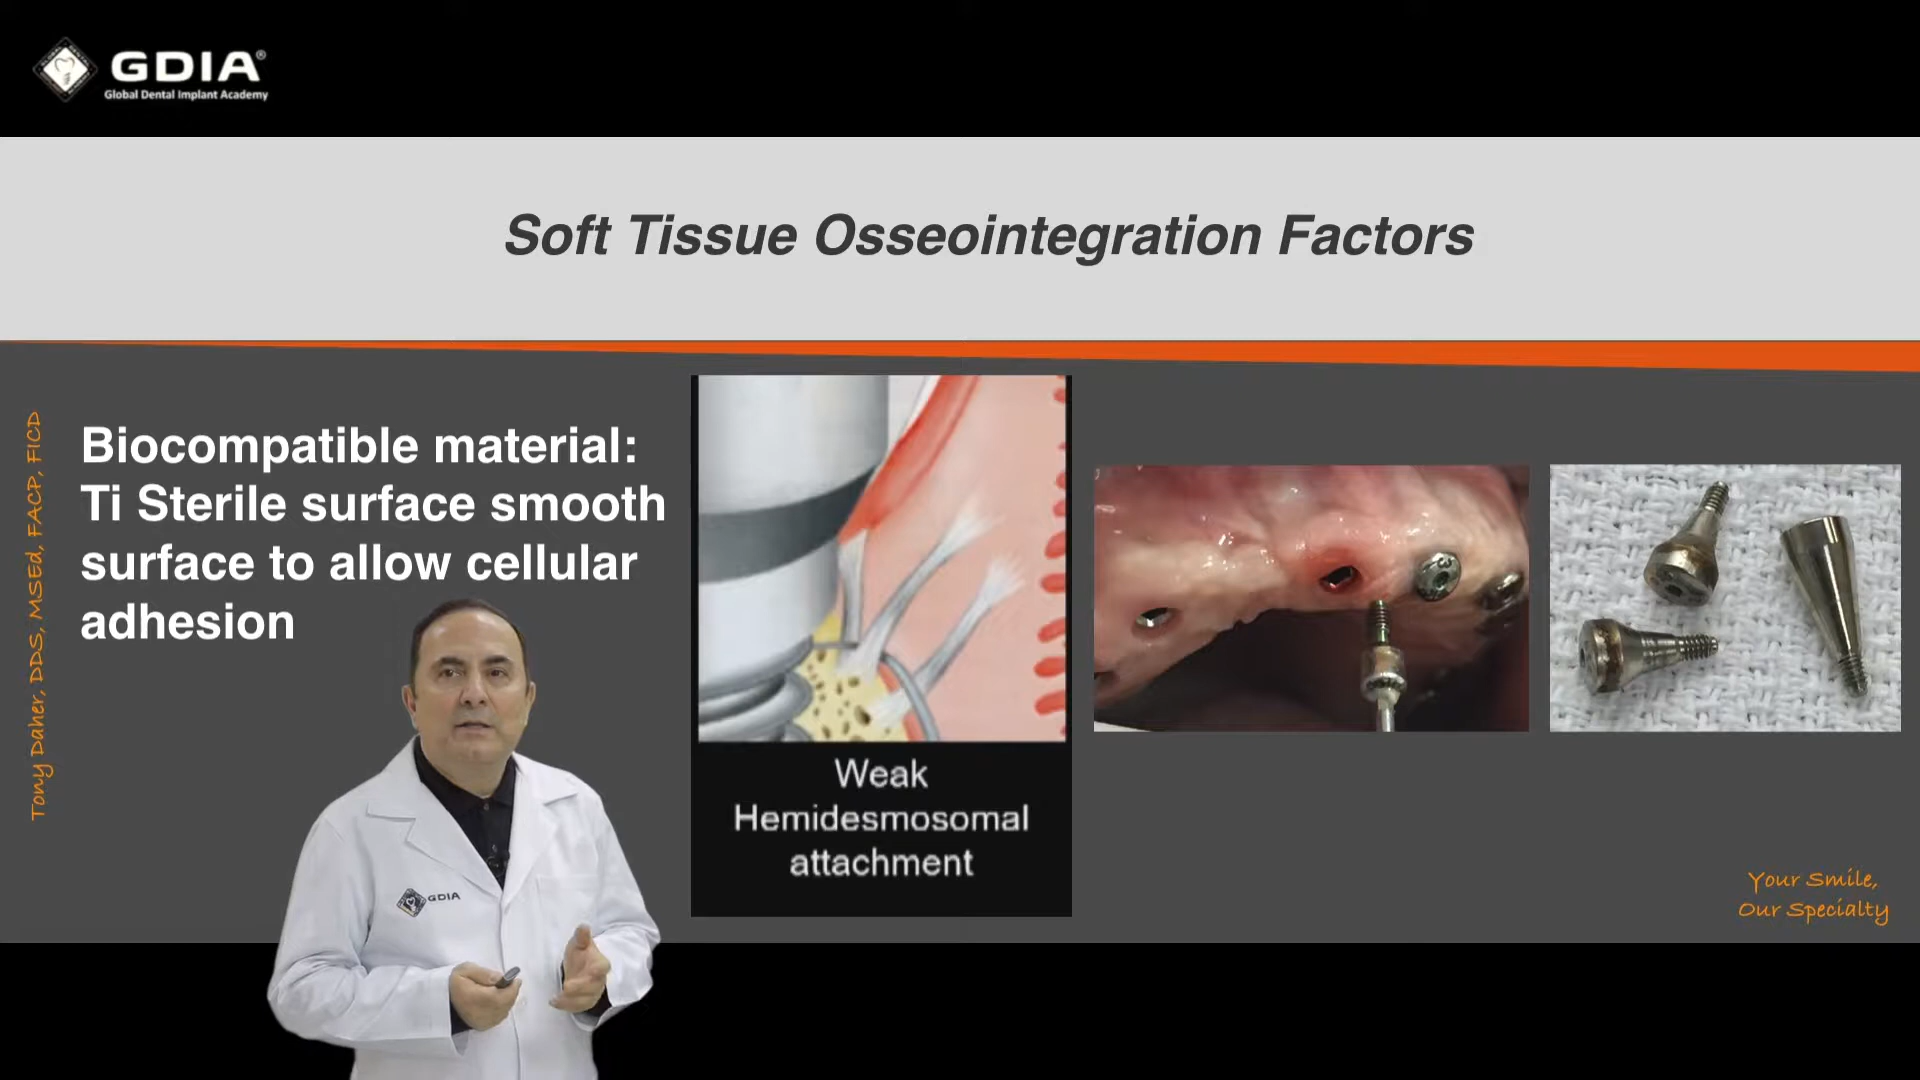 GDIA®
Global Dental Implant Academy
Soft Tissue Osseointegration Factors
Tony Daher, DDS, MSEd, FACP, FICD
Biocompatible material:
Ti Sterile surface smooth
surface to allow cellular
adhesion
Weak
Hemidesmosomal
attachment
GDIA
Your Smile,
Our Specialty